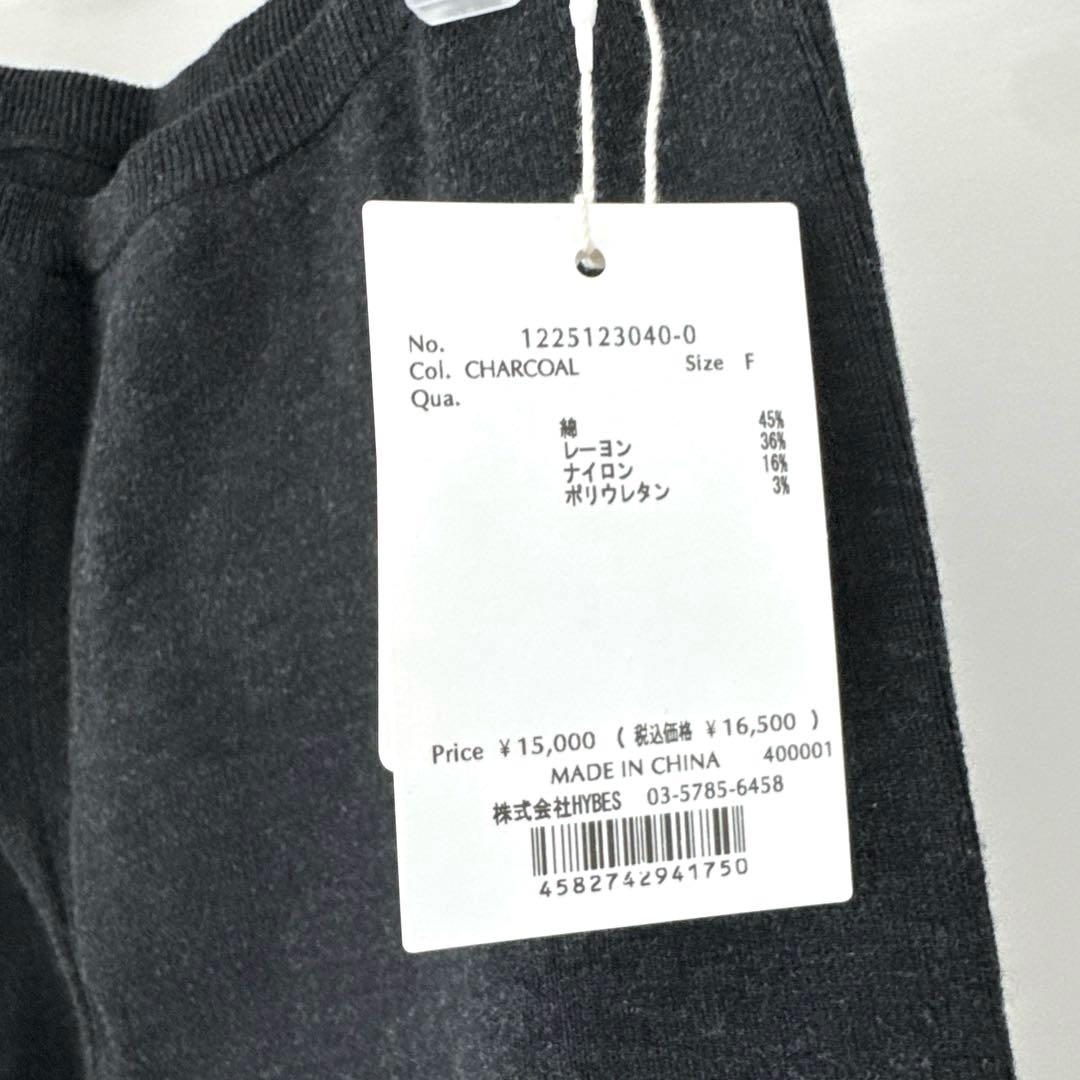 No. 1225123040-0
Col. CHARCOAL Size F
Qua.
綿 45%
レーヨン 36%
ナイロン 16%
ポリウレタン 3%
Price ¥15,000 ( 税込価格 ¥16,500 )
MADE IN CHINA 400001
株式会社HYBES 03-5785-6458
4582742941750